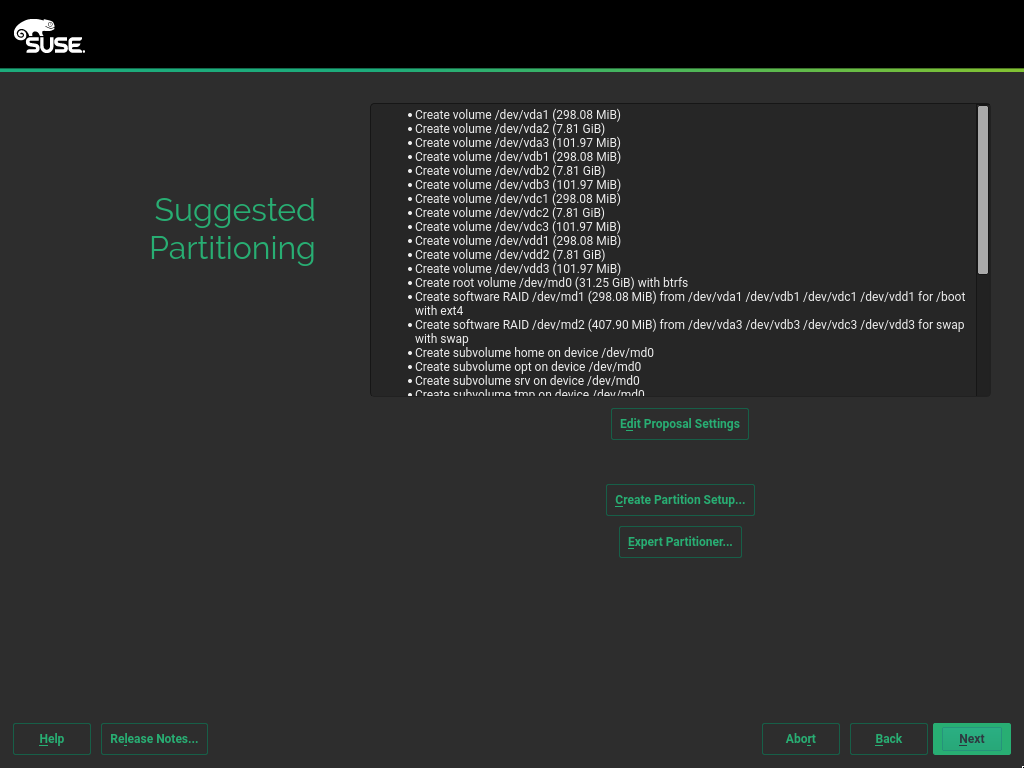 SUSE.
Suggested
Partitioning
• Create volume /dev/vda1 (298.08 MiB)
• Create volume /dev/vda2 (7.81 GiB)
• Create volume /dev/vda3 (101.97 MiB)
• Create volume /dev/vdb1 (298.08 MiB)
• Create volume /dev/vdb2 (7.81 GiB)
• Create volume /dev/vdb3 (101.97 MiB)
• Create volume /dev/vdc1 (298.08 MiB)
• Create volume /dev/vdc2 (7.81 GiB)
• Create volume /dev/vdc3 (101.97 MiB)
• Create volume /dev/vdd1 (298.08 MiB)
• Create volume /dev/vdd2 (7.81 GiB)
• Create volume /dev/vdd3 (101.97 MiB)
• Create root volume /dev/md0 (31.25 GiB) with btrfs
• Create software RAID /dev/md1 (298.08 MiB) from /dev/vda1 /dev/vdb1 /dev/vdc1 /dev/vdd1 for /boot
with ext4
• Create software RAID /dev/md2 (407.90 MiB) from /dev/vda3 /dev/vdb3 /dev/vdc3 /dev/vdd3 for swap
with swap
• Create subvolume home on device /dev/md0
• Create subvolume opt on device /dev/md0
• Create subvolume srv on device /dev/md0
• Create subvolume tmp on device /dev/md0
Edit Proposal Settings
Create Partition Setup...
Expert Partitioner...
Help
Release Notes...
Abort
Back
Next